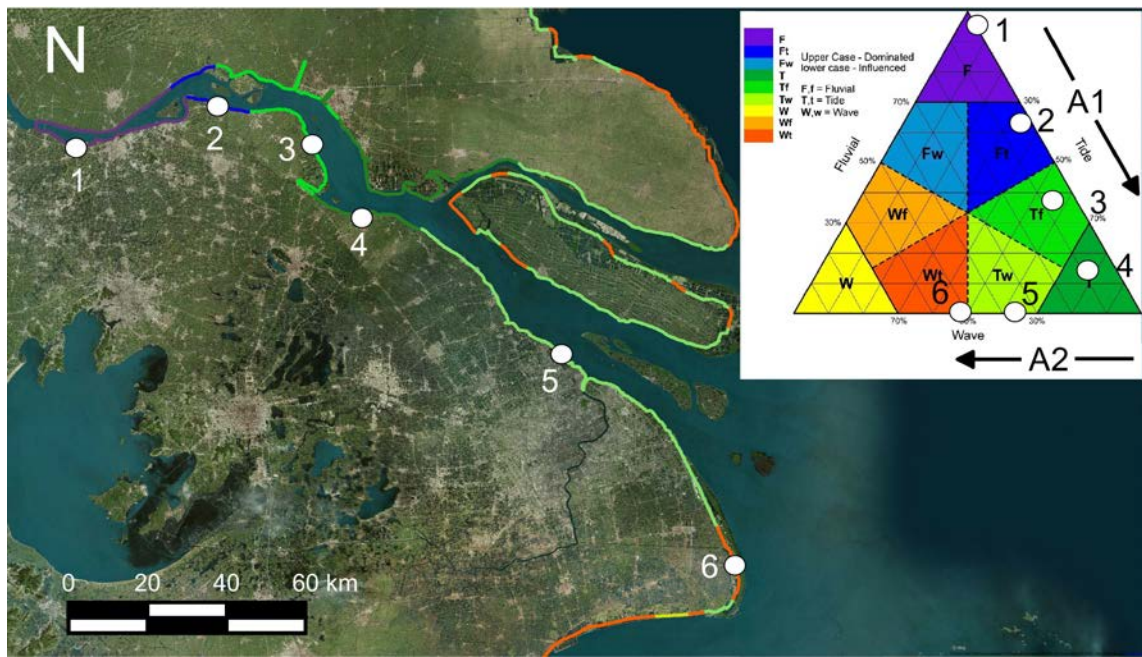 N
1
2
3
4
5
6
0 20 40 60 km
F
Ft
Fw
T
Tf
Tw
W
Wf
Wt
Upper Case - Dominated
lower case - Influenced
F,f = Fluvial
T,t = Tide
W,w = Wave
1
F
A1
70%
30%
2
Fluvial
Fw
Ft
Tide
50%
50%
3
Wf
Tf
30%
70%
4
W
Wt
Tw
6
5
70%
30%
Wave
A2